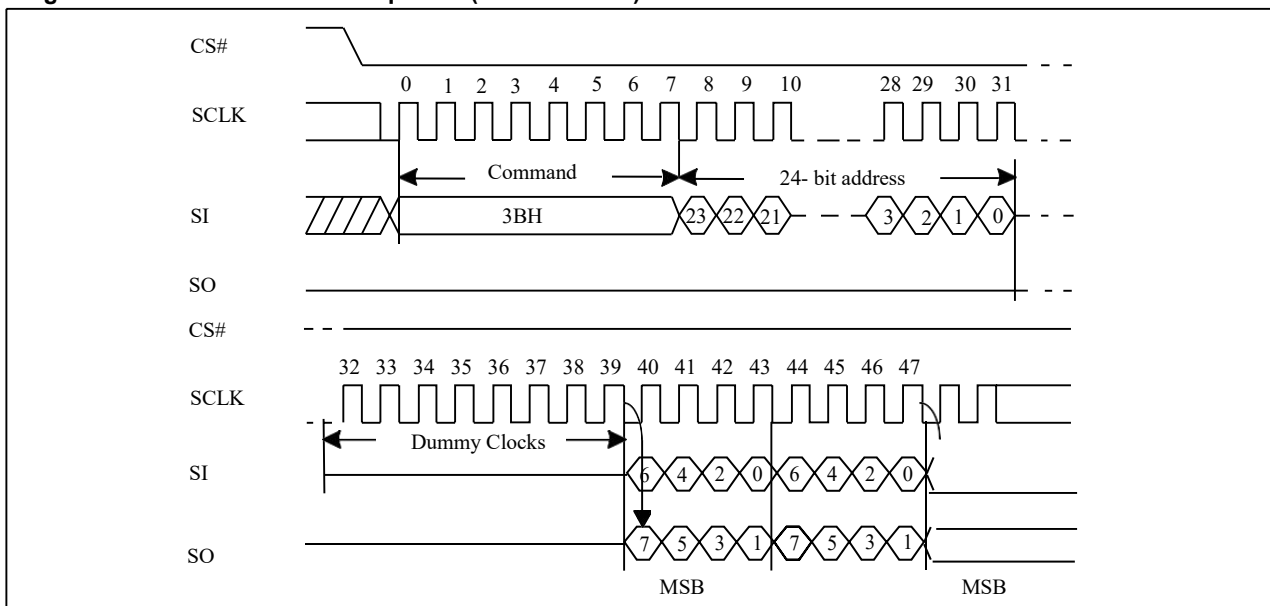 CS#
0 1 2 3 4 5 6 7 8 9 10 28 29 30 31
SCLK
Command 24- bit address
SI 3BH 23 22 21 3 2 1 0
SO
CS#
32 33 34 35 36 37 38 39 40 41 42 43 44 45 46 47
SCLK
Dummy Clocks
SI 6 4 2 0 6 4 2 0
SO 7 5 3 1 7 5 3 1
MSB MSB